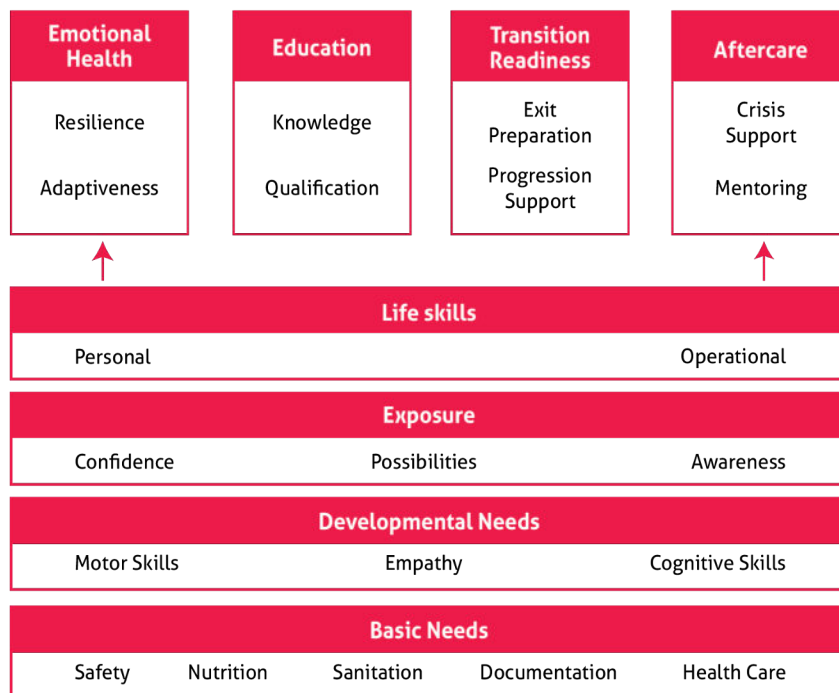 Emotional
Health
Resilience
Adaptiveness
Education
Knowledge
Qualification
Transition
Readiness
Exit
Preparation
Progression
Support
Aftercare
Crisis
Support
Mentoring
Life skills
Personal Operational
Exposure
Confidence Possibilities Awareness
Developmental Needs
Motor Skills Empathy Cognitive Skills
Basic Needs
Safety Nutrition Sanitation Documentation Health Care